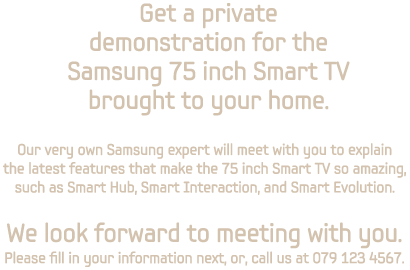 Get a private
demonstration for the
Samsung 75 inch Smart TV
brought to your home.
Our very own Samsung expert will meet with you to explain
the latest features that make the 75 inch Smart TV so amazing,
such as Smart Hub, Smart Interaction, and Smart Evolution.
We look forward to meeting with you.
Please fill in your information next, or, call us at 079 123 4567.